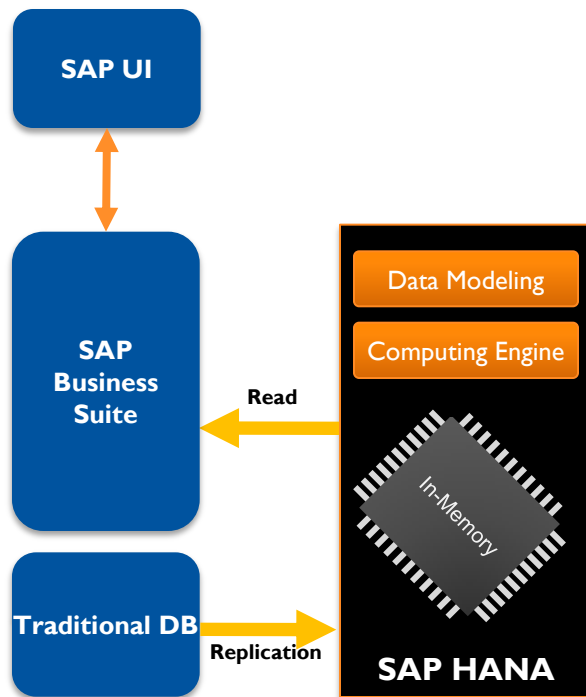 SAP UI
SAP
Business
Suite
Read
Data Modeling
Computing Engine
In-Memory
Traditional DB
Replication
SAP HANA